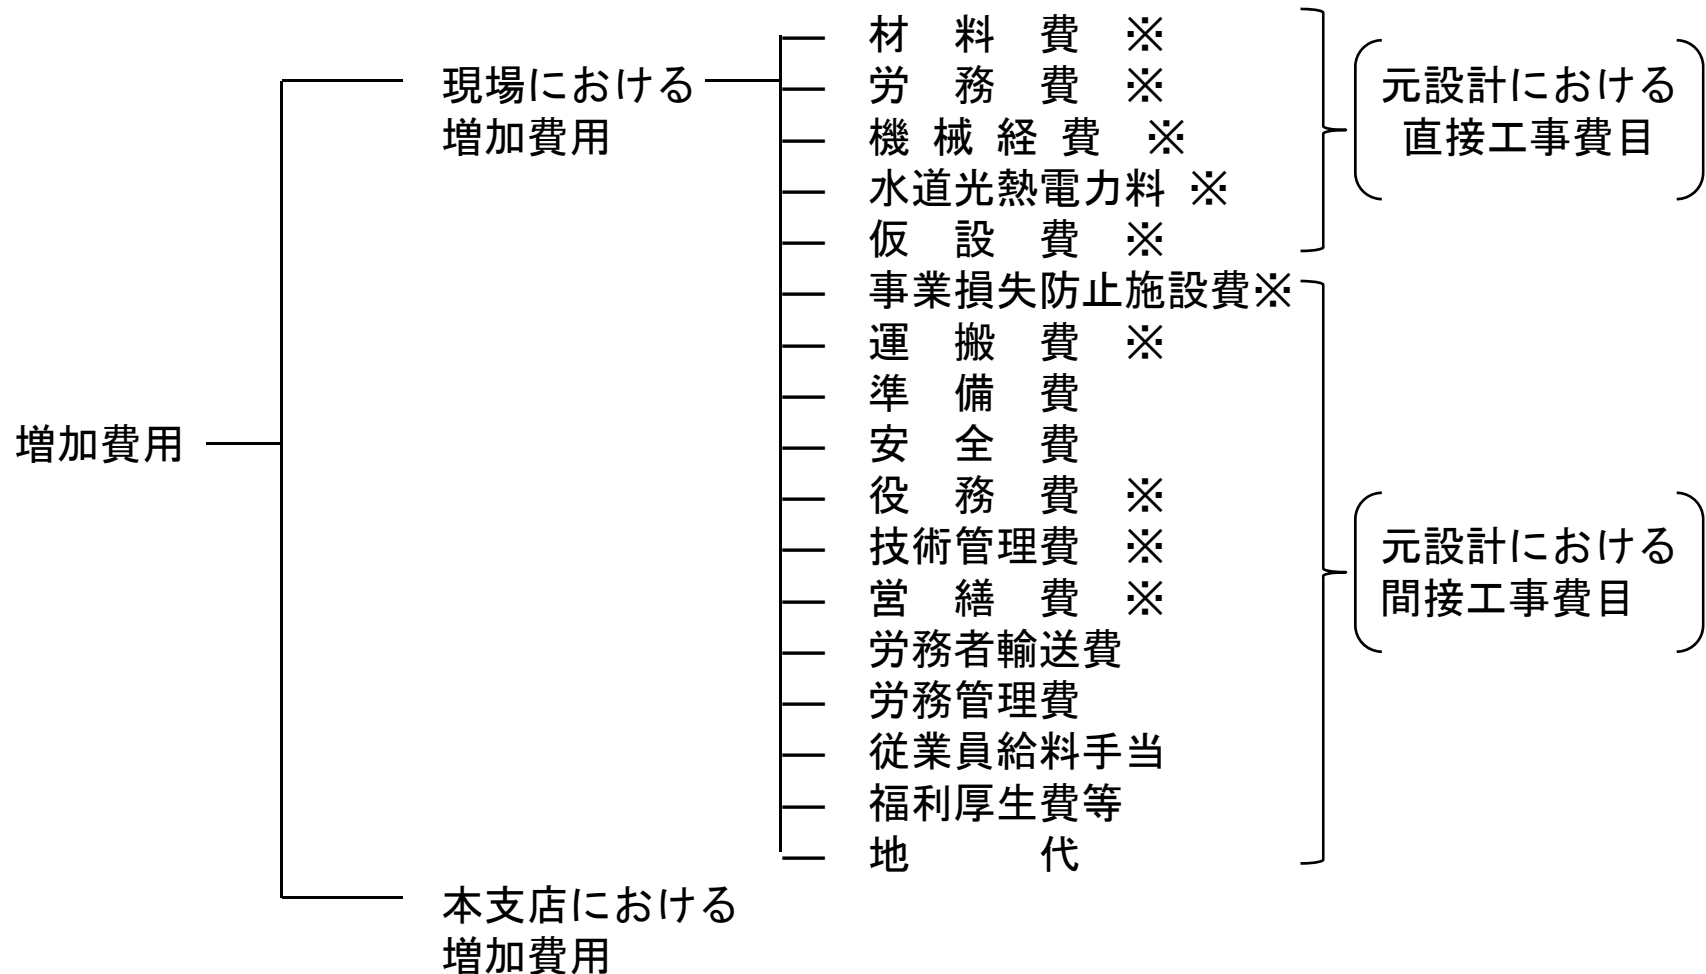 増加費用
現場における
増加費用
材 料 費 ※
労 務 費 ※
機 械 経 費 ※
水道光熱電力料 ※
仮 設 費 ※
元設計における
直接工事費目
事業損失防止施設費※
運 搬 費 ※
準 備 費
安 全 費
役 務 費 ※
技術管理費 ※
営 繕 費 ※
労務者輸送費
労務管理費
従業員給料手当
福利厚生費等
地 代
元設計における
間接工事費目
本支店における
増加費用